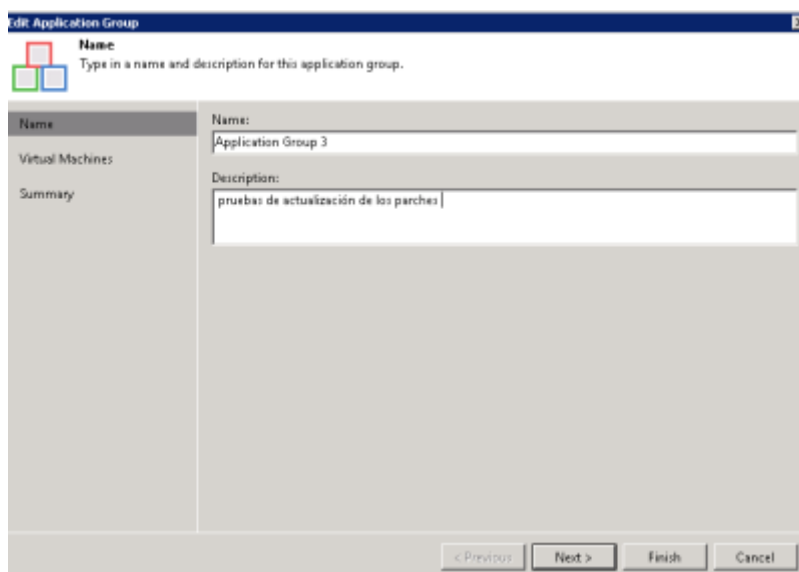 Edit Application Group
Name
Type in a name and description for this application group.
Name
Virtual Machines
Summary
Name:
Application Group 3
Description:
pruebas de actualización de los parches
< Previous
Next >
Finish
Cancel